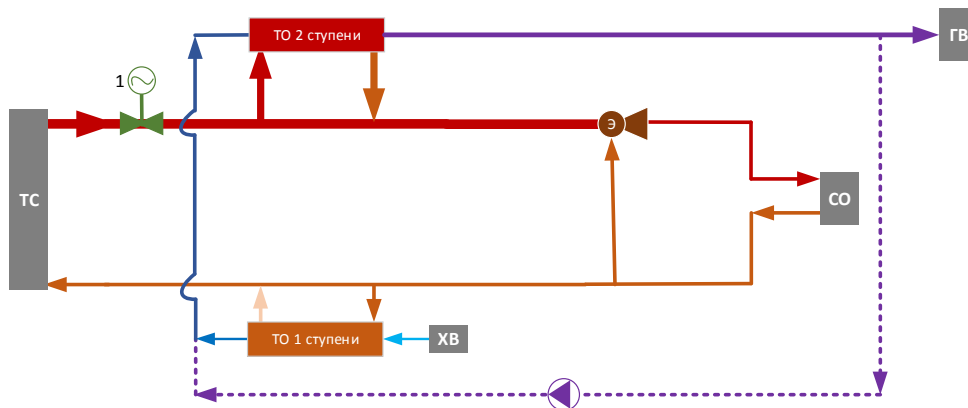 ТО 2 ступени
ГВ
1
Э
ТС
СО
ТО 1 ступени
ХВ